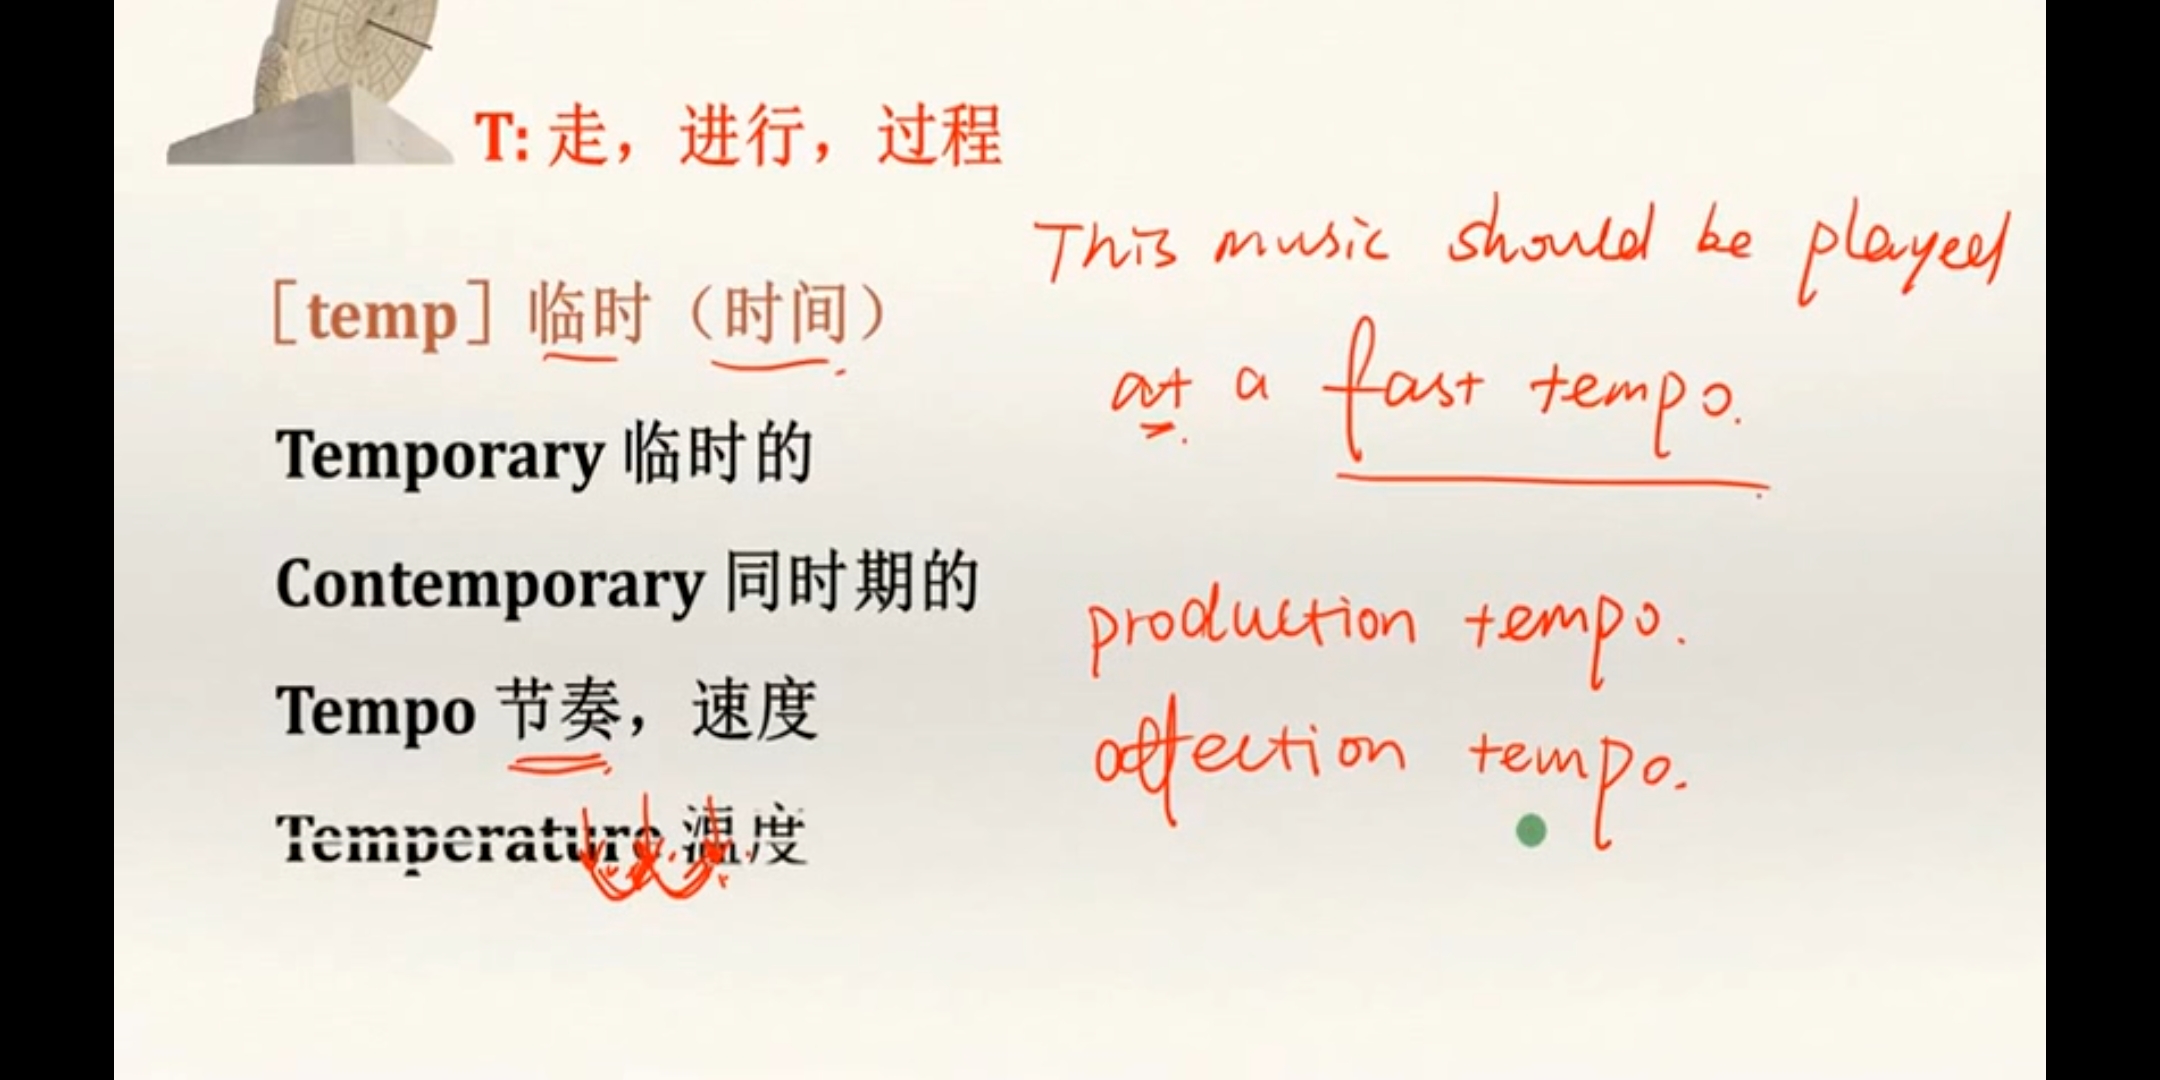 T: 走，进行，过程
[temp] 临时（时间）
Temporary 临时的
Contemporary 同时期的
Tempo 节奏，速度
Temperature 温度
This music should be played
at a fast tempo.
production tempo.
affection tempo.